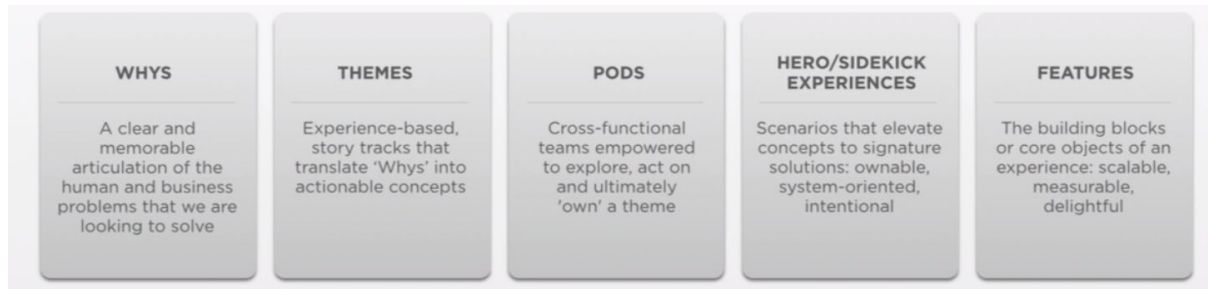 WHYS
A clear and
memorable
articulation of the
human and business
problems that we are
looking to solve
THEMES
Experience-based,
story tracks that
translate ‘Whys’ into
actionable concepts
PODS
Cross-functional
teams empowered
to explore, act on
and ultimately
'own' a theme
HERO/SIDEKICK
EXPERIENCES
Scenarios that elevate
concepts to signature
solutions: ownable,
system-oriented,
intentional
FEATURES
The building blocks
or core objects of an
experience: scalable,
measurable,
delightful